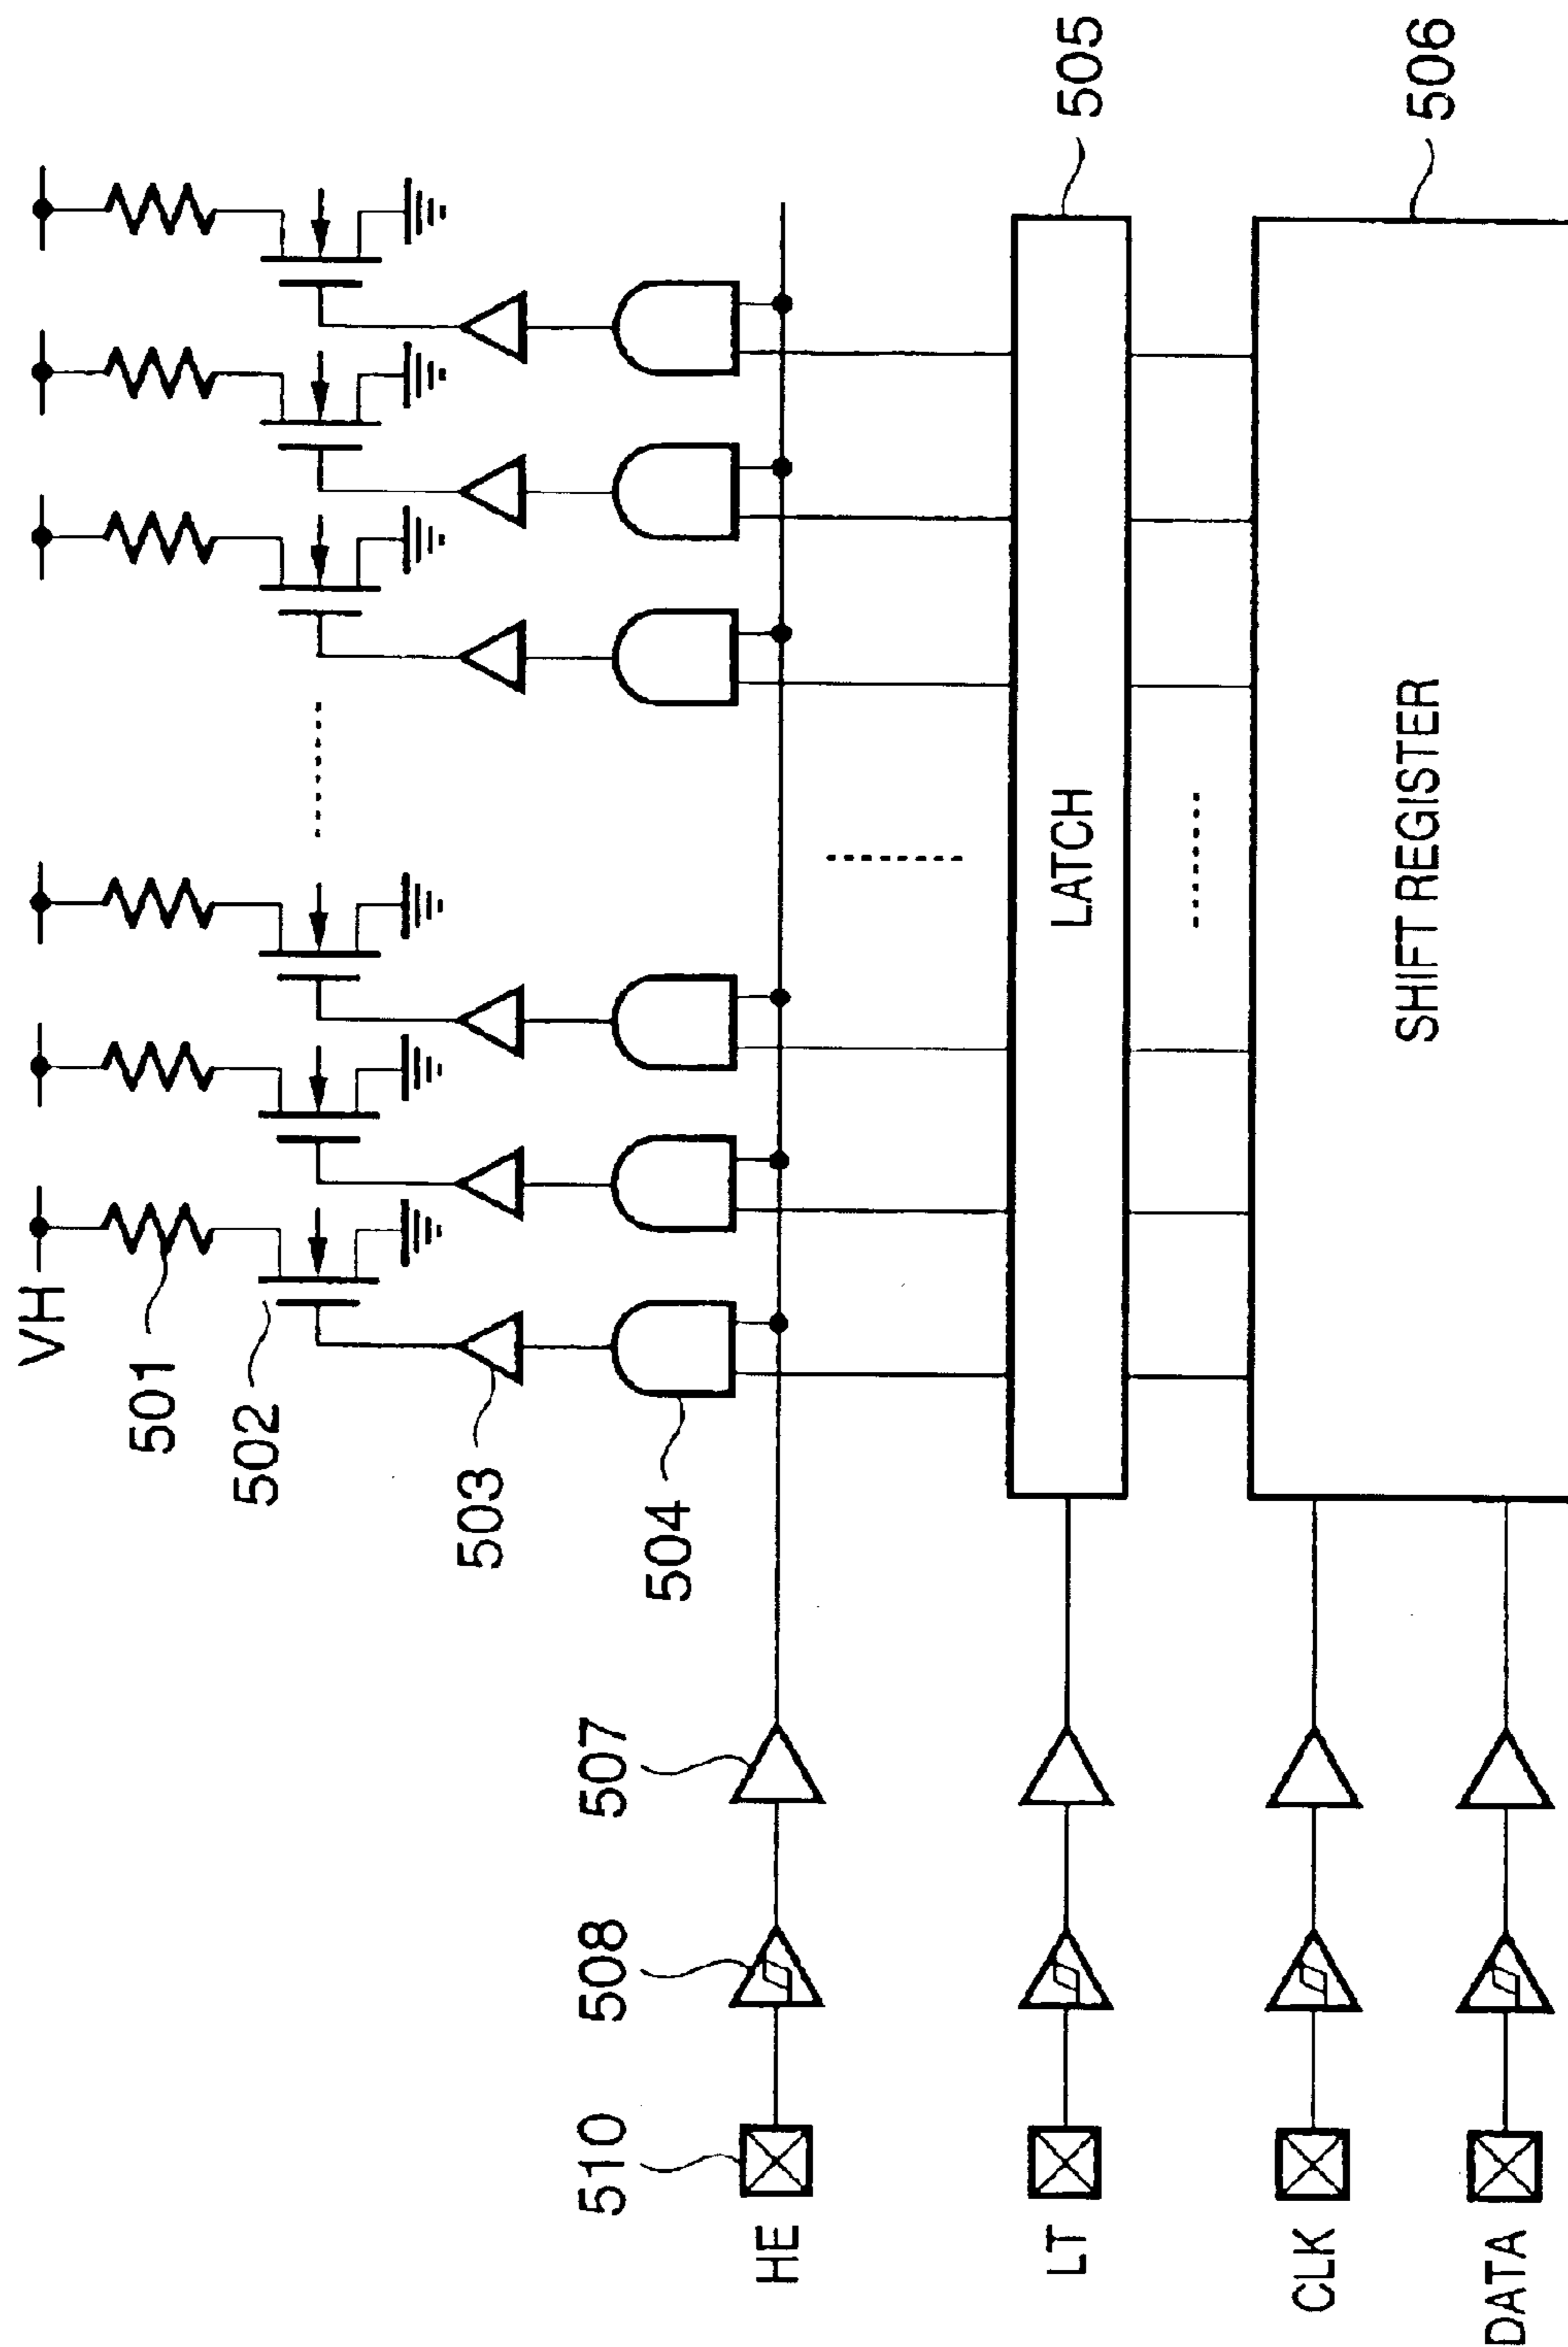 VH
501
502
503
504
505
506
507
508
510
HE
LT
CLK
DATA
LATCH
SHIFT REGISTER